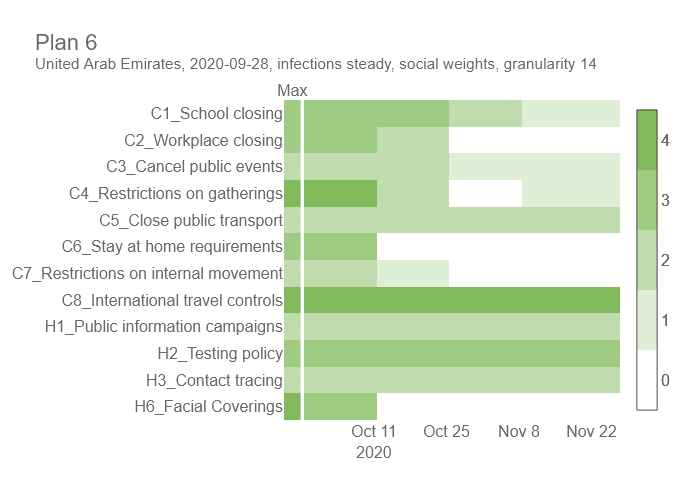 Plan 6
United Arab Emirates, 2020-09-28, infections steady, social weights, granularity 14
Max
C1_School closing
C2_Workplace closing
C3_Cancel public events
C4_Restrictions on gatherings
C5_Close public transport
C6_Stay at home requirements
C7_Restrictions on internal movement
C8_International travel controls
H1_Public information campaigns
H2_Testing policy
H3_Contact tracing
H6_Facial Coverings
Oct 11
2020
Oct 25
Nov 8
Nov 22
4
3
2
1
0